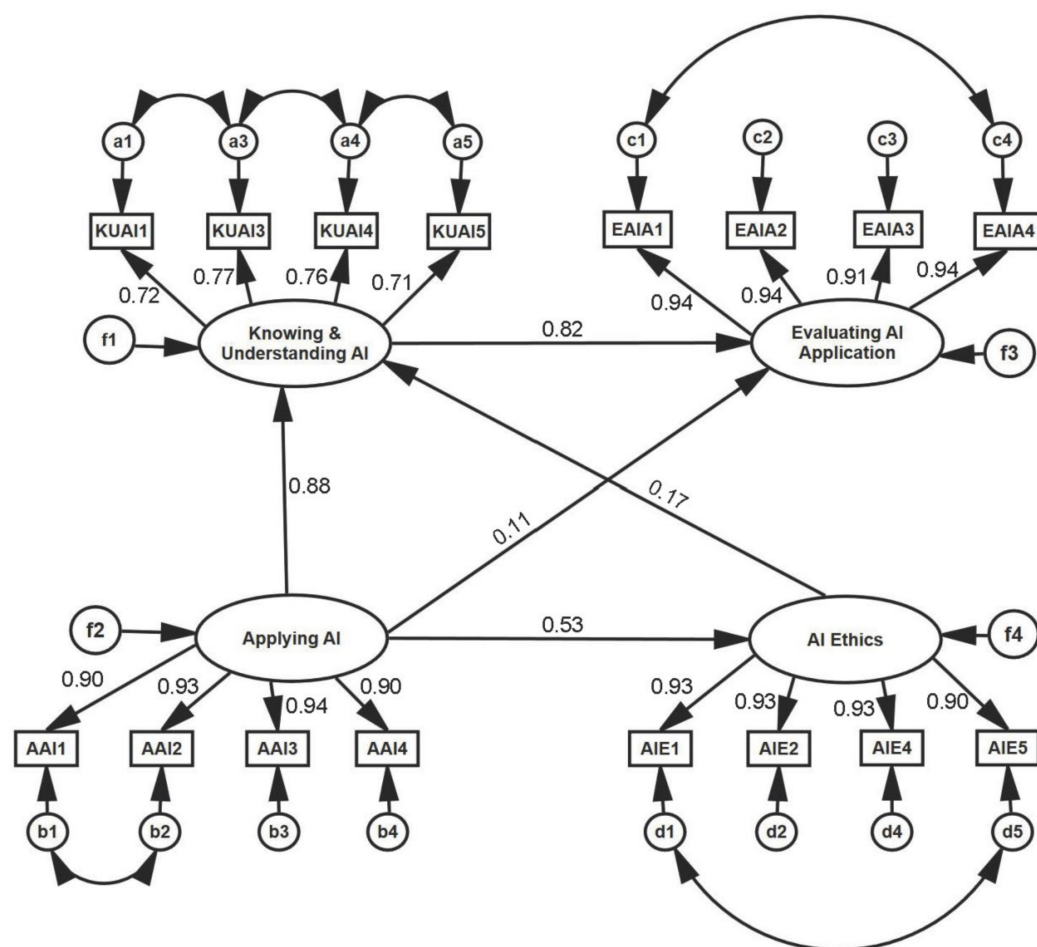 a1
a3
a4
a5
c1
c2
c3
c4
KUAI1
KUAI3
KUAI4
KUAI5
EAIA1
EAIA2
EAIA3
EAIA4
0.72
0.77
0.76
0.71
0.94
0.94
0.91
0.94
f1
Knowing &
Understanding AI
0.82
Evaluating AI
Application
f3
0.88
0.11
0.17
f2
Applying AI
0.53
AI Ethics
f4
0.90
0.93
0.94
0.90
0.93
0.93
0.93
0.90
AAI1
AAI2
AAI3
AAI4
AIE1
AIE2
AIE4
AIE5
b1
b2
b3
b4
d1
d2
d4
d5